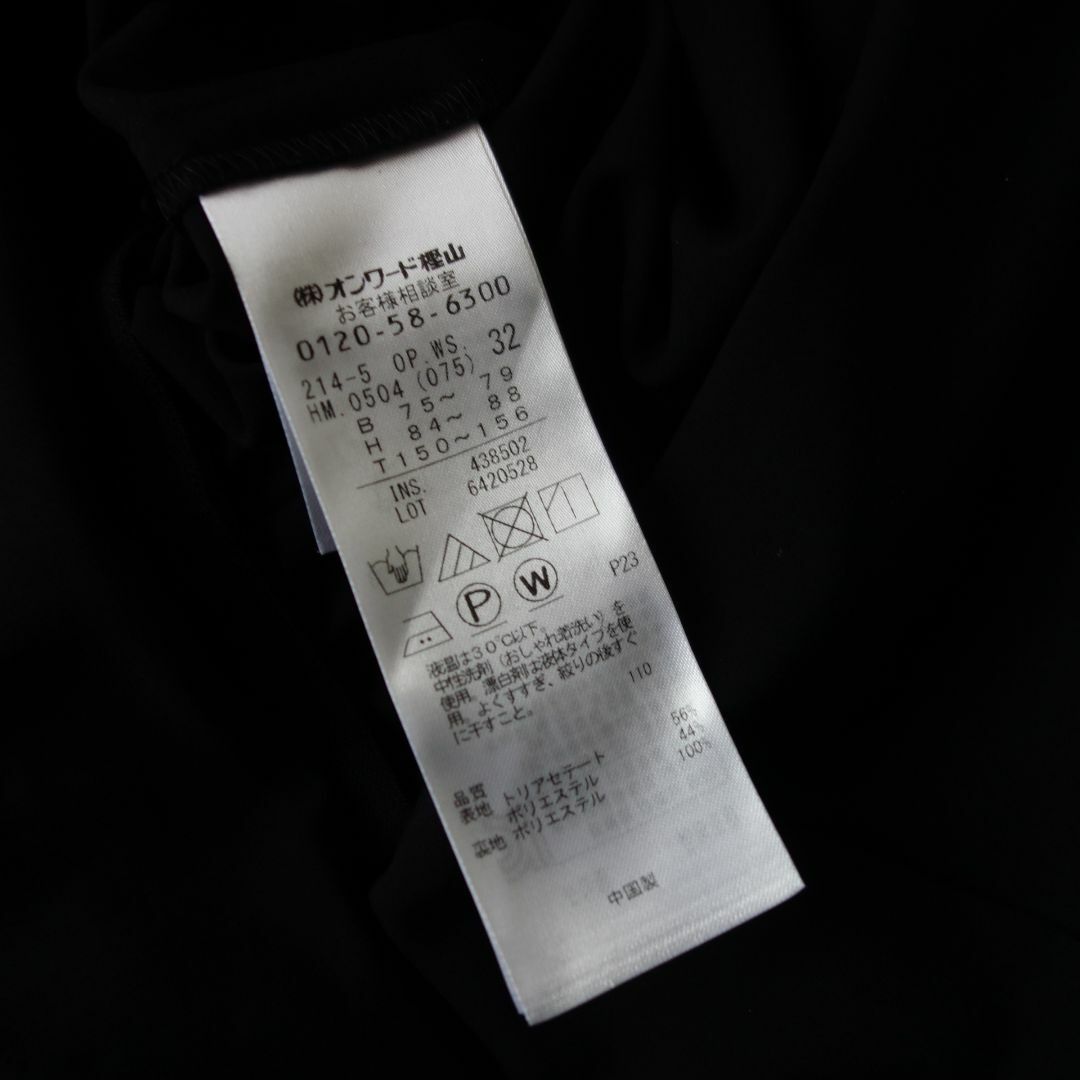 (株)オンワード樫山
お客様相談室
0120-58-6300
214-5 OP.WS. 32
HM.0504 (075)
B 75～ 79
H 84～ 88
T 150～156
INS. 438502
LOT 6420528
P W
P23
液温は30℃以下。
中性洗剤（おしゃれ着洗い）を
使用。漂白剤は液体タイプを使
用。よくすすぎ、絞りの後すぐ
に干すこと。
110
品質
表地 トリアセテート 56%
ポリエステル 44%
裏地 ポリエステル 100%
中国製